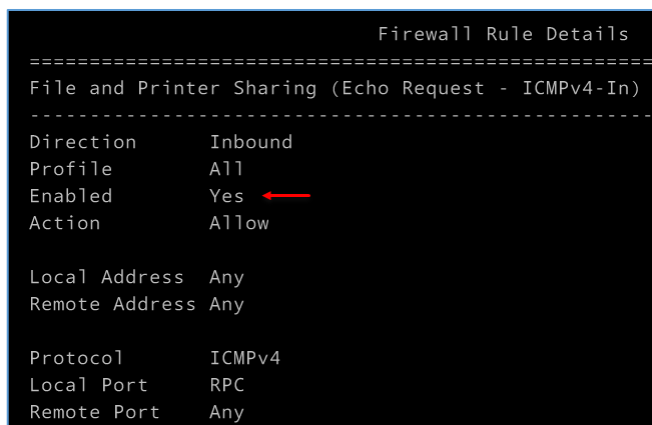 Firewall Rule Details
=====================================================
File and Printer Sharing (Echo Request - ICMPv4-In)
-----------------------------------------------------
Direction Inbound
Profile All
Enabled Yes
Action Allow
Local Address Any
Remote Address Any
Protocol ICMPv4
Local Port RPC
Remote Port Any